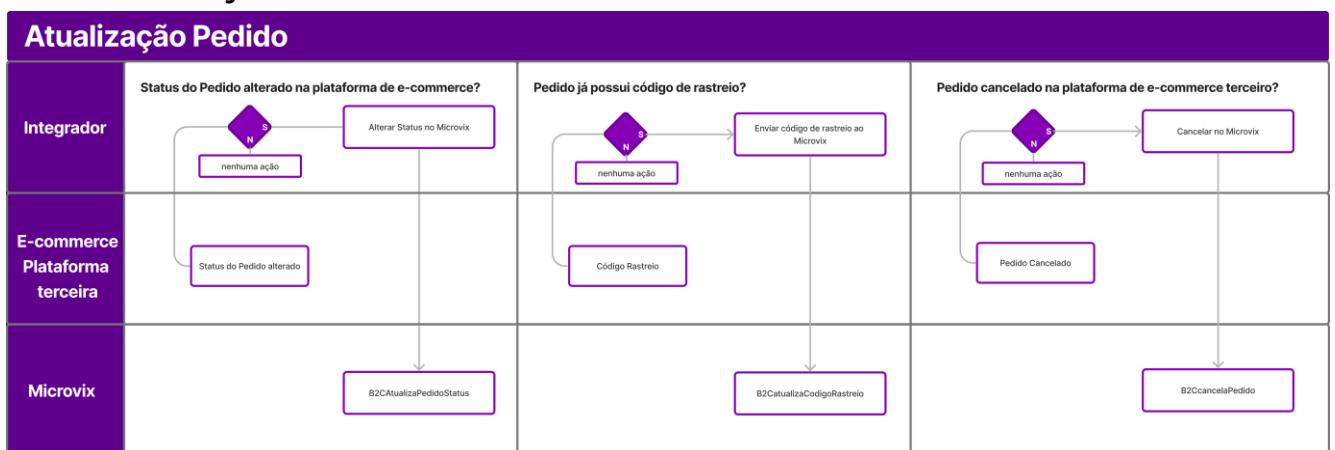 Atualização Pedido
Integrador
Status do Pedido alterado na plataforma de e-commerce?
S
N
Alterar Status no Microvix
nenhuma ação
Pedido já possui código de rastreio?
S
N
Enviar código de rastreio ao
Microvix
nenhuma ação
Pedido cancelado na plataforma de e-commerce terceiro?
S
N
Cancelar no Microvix
nenhuma ação
E-commerce
Plataforma
terceira
Status do Pedido alterado
Código Rastreio
Pedido Cancelado
Microvix
B2CAtualizaPedidoStatus
B2CatualizaCodigoRastreio
B2CcancelaPedido